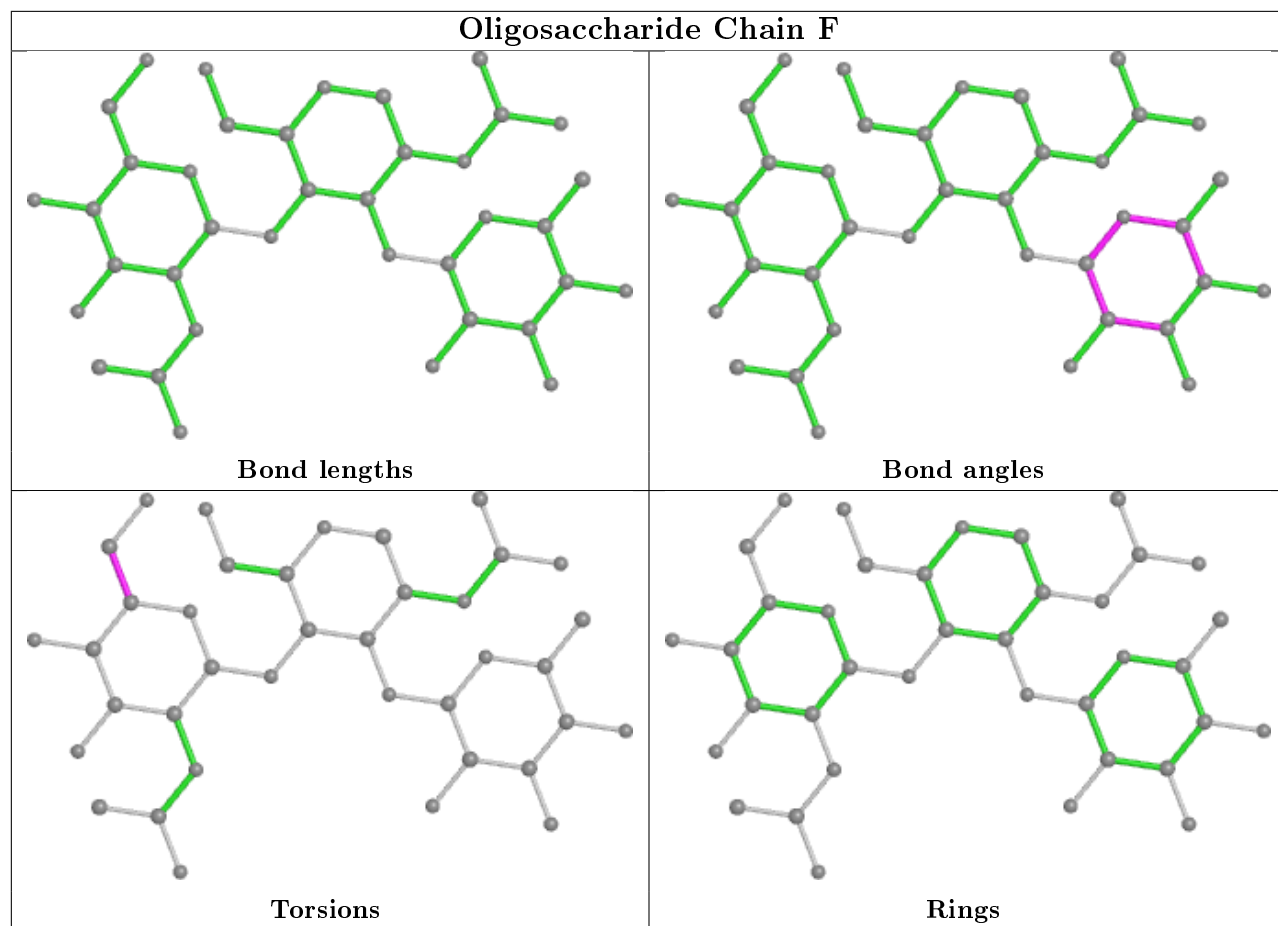 Oligosaccharide Chain F
Bond lengths
Bond angles
Torsions
Rings